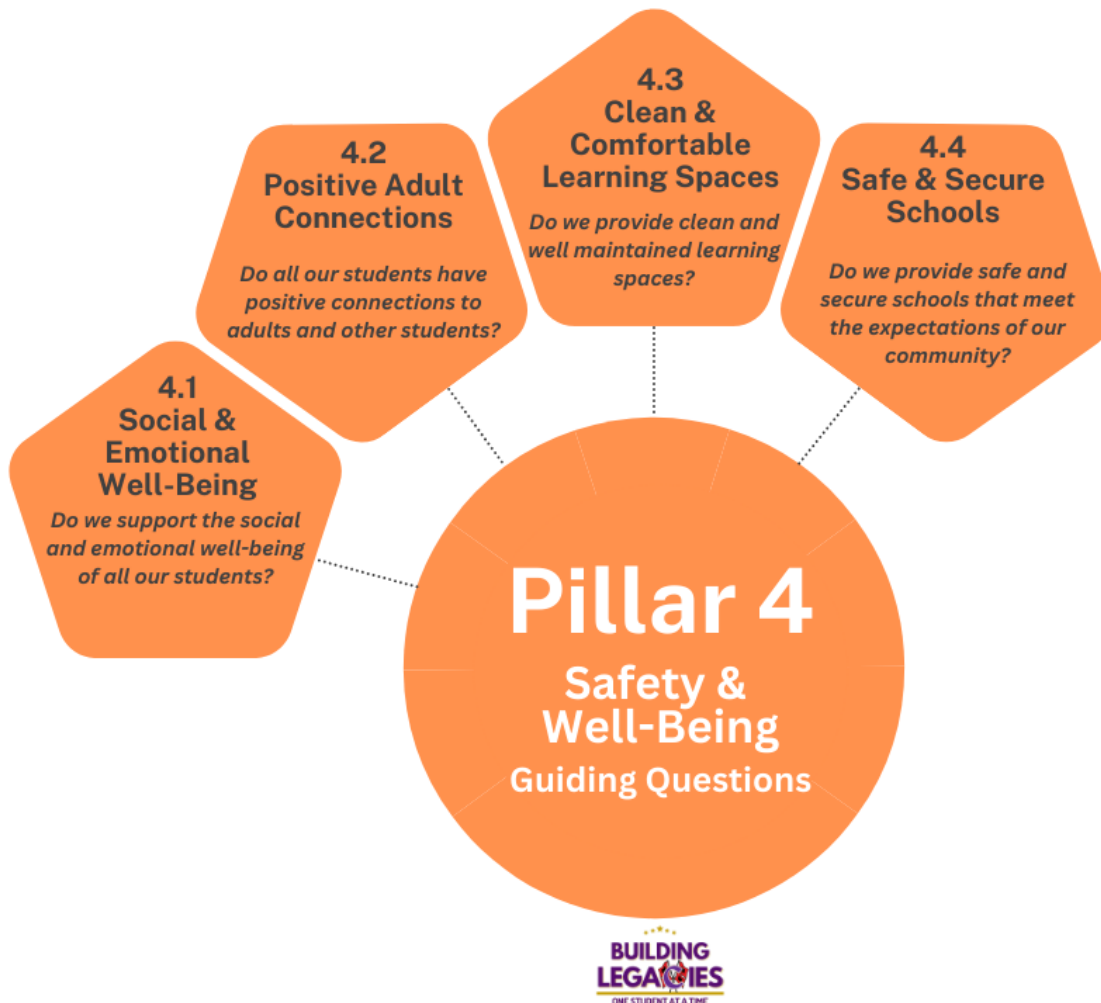 4.1
Social &
Emotional
Well-Being
Do we support the social
and emotional well-being
of all our students?
4.2
Positive Adult
Connections
Do all our students have
positive connections to
adults and other students?
4.3
Clean &
Comfortable
Learning Spaces
Do we provide clean and
well maintained learning
spaces?
4.4
Safe & Secure
Schools
Do we provide safe and
secure schools that meet
the expectations of our
community?
Pillar 4
Safety &
Well-Being
Guiding Questions
BUILDING
LEGACIES
ONE STUDENT AT A TIME